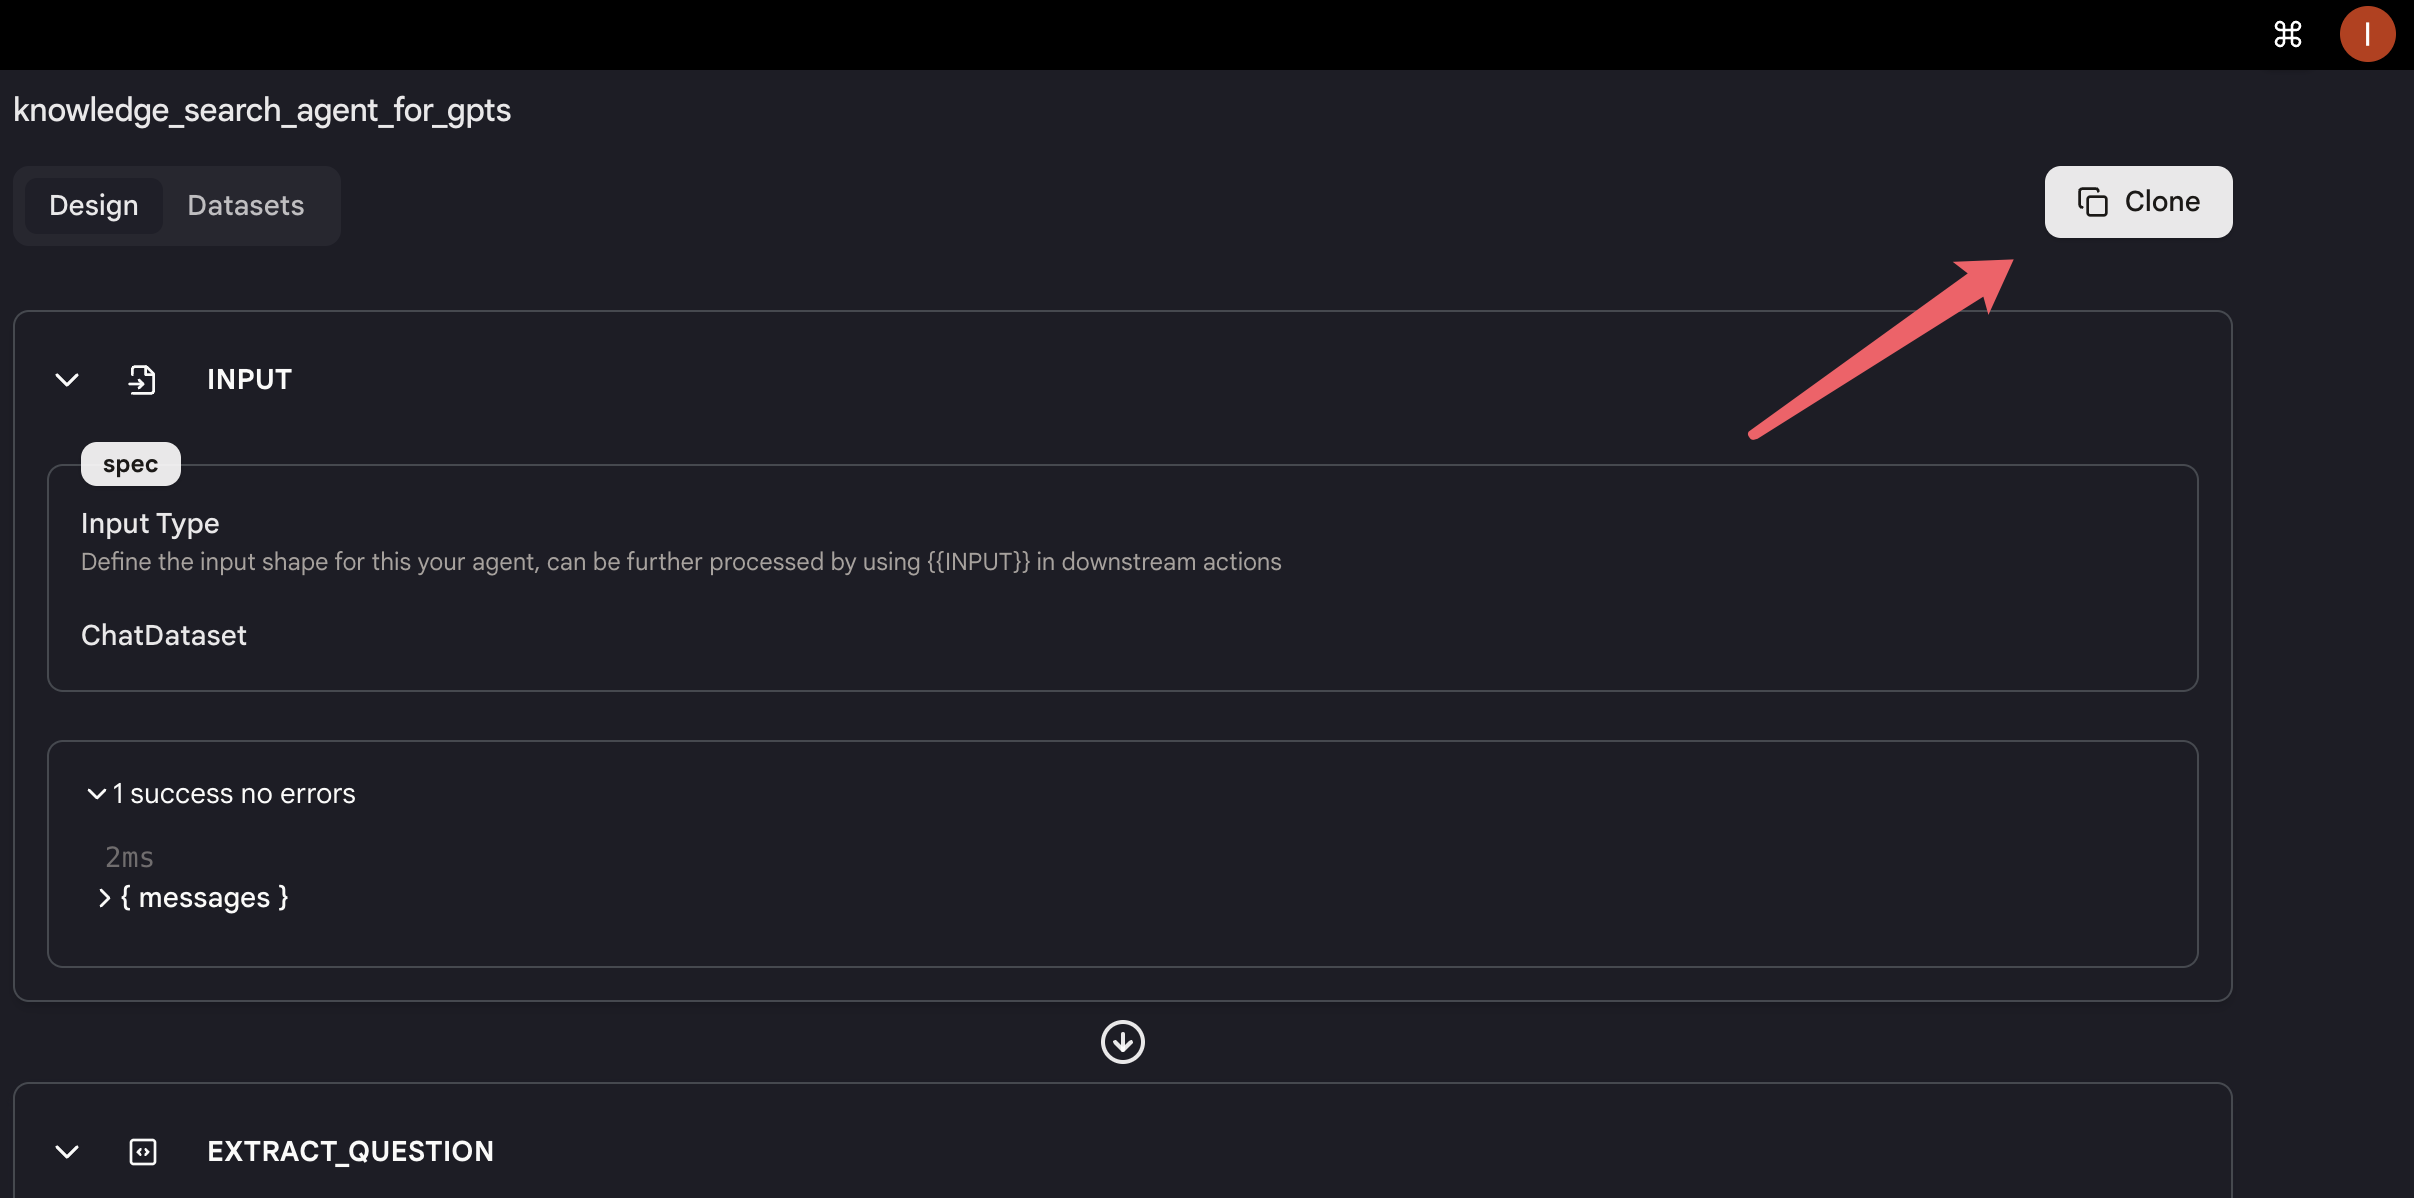 I
knowledge_search_agent_for_gpts
Design Datasets
Clone
INPUT
spec
Input Type
Define the input shape for this your agent, can be further processed by using {{INPUT}} in downstream actions
ChatDataset
1 success no errors
2ms
{ messages }
EXTRACT_QUESTION